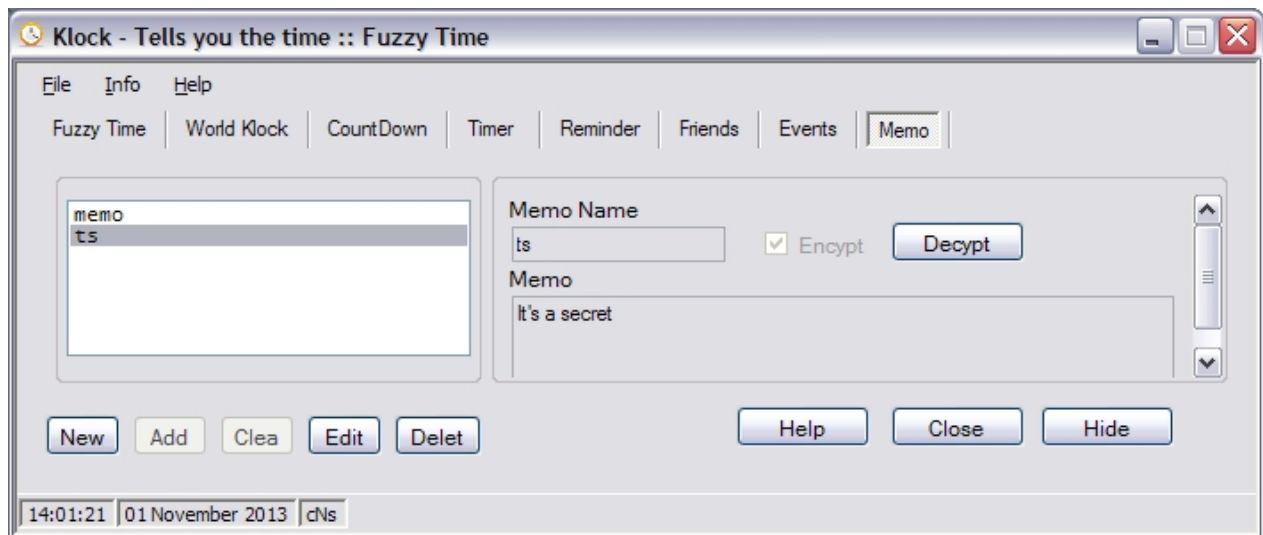 Klock - Tells you the time :: Fuzzy Time
File Info Help
Fuzzy Time World Klock CountDown Timer Reminder Friends Events Memo
memo
ts
Memo Name
ts Encypt Decypt
Memo
It's a secret
New Add Clea Edit Delet Help Close Hide
14:01:21 01 November 2013 cNs